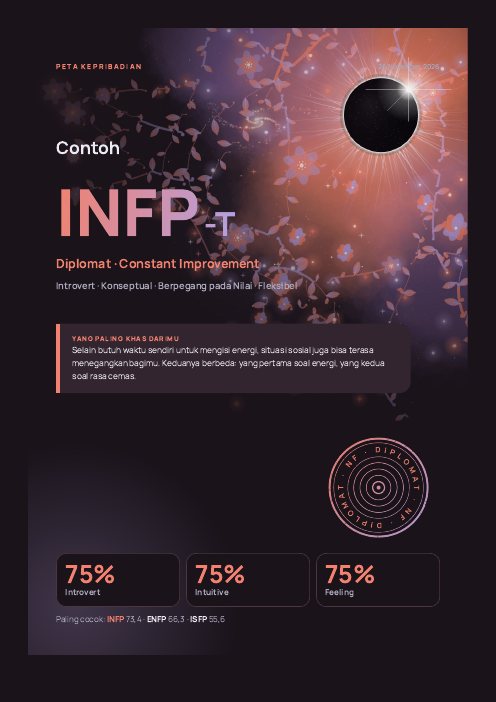 PETA KEPRIBADIAN
2026
Contoh
INFP -T
Diplomat · Constant Improvement
Introvert · Konseptual · Berpegang pada Nilai · Fleksibel
YANG PALING KHAS DARIMU
Selain butuh waktu sendiri untuk mengisi energi, situasi sosial juga bisa terasa
menegangkan bagimu. Keduanya berbeda: yang pertama soal energi, yang kedua
soal rasa cemas.
DIPLOMAT · NF · DIPLOMAT · NF ·
75%
75%
75%
Introvert
Intuitive
Feeling
Paling cocok: INFP 73,4 · ENFP 66,3 · ISFP 55,6